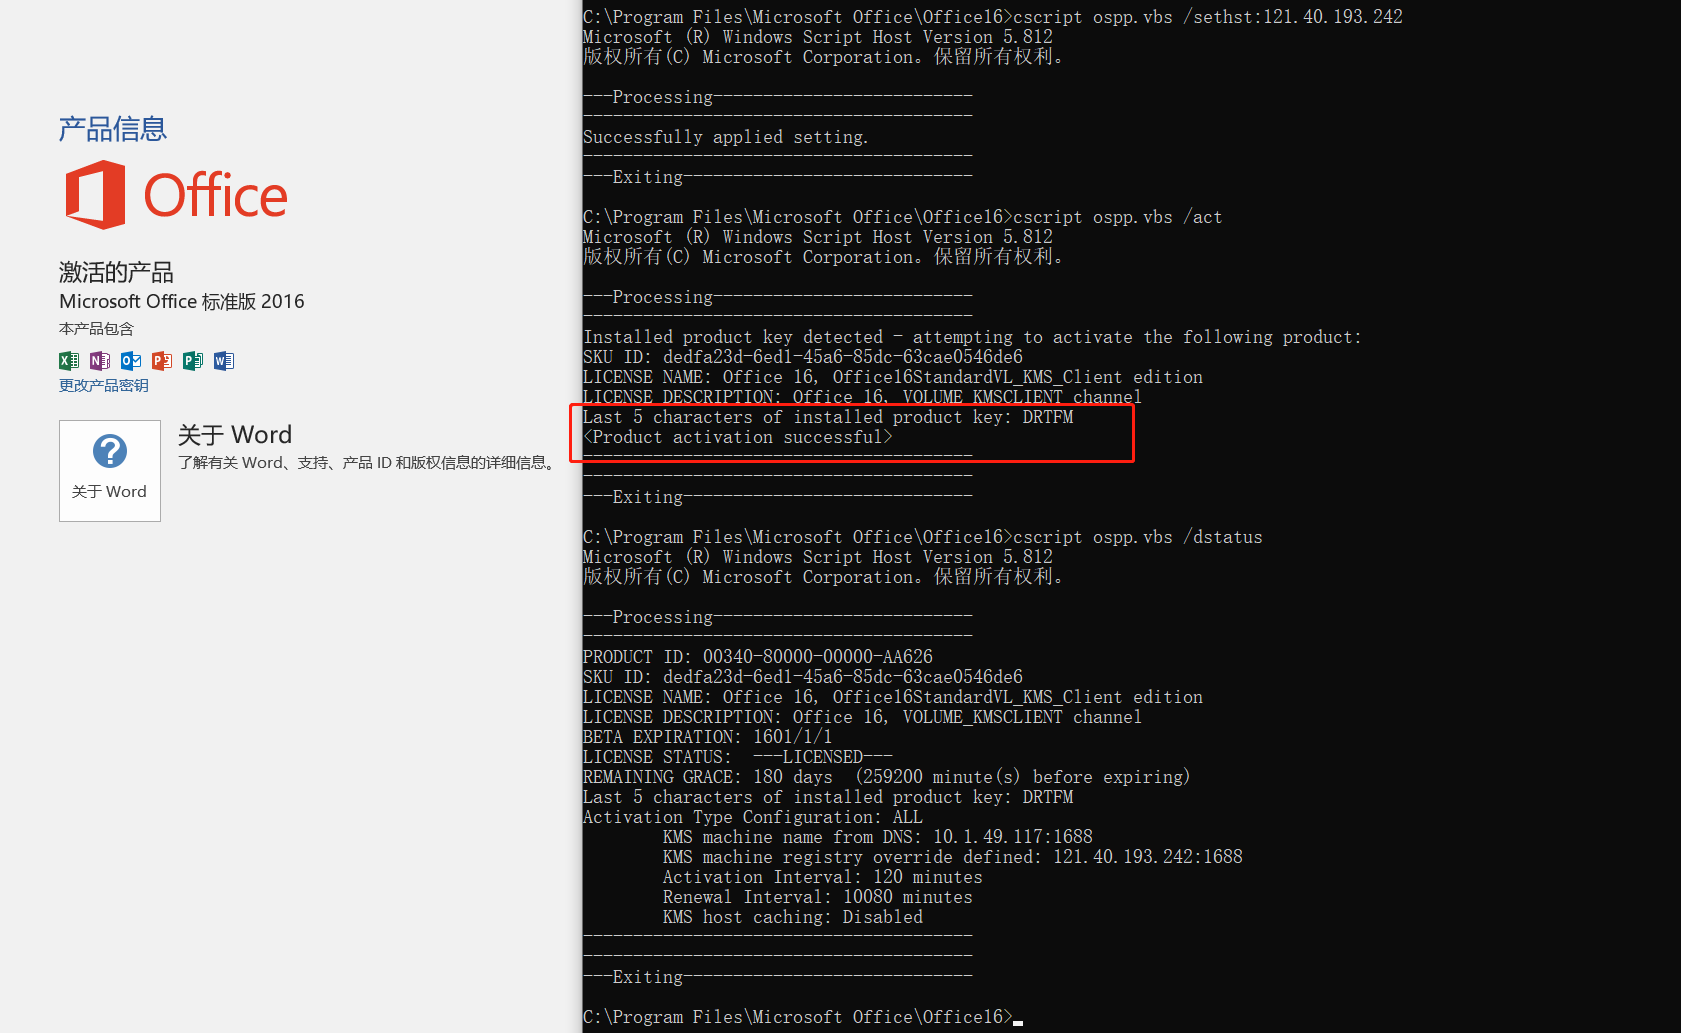 产品信息
Office
激活的产品
Microsoft Office 标准版 2016
本产品包含
更改产品密钥
关于 Word
关于 Word
了解有关 Word、支持、产品 ID 和版权信息的详细信息。
C:\Program Files\Microsoft Office\Office16>cscript ospp.vbs /sethst:121.40.193.242
Microsoft (R) Windows Script Host Version 5.812
版权所有(C) Microsoft Corporation。保留所有权利。
---Processing--------------------------
---------------------------------------
Successfully applied setting.
---------------------------------------
---Exiting-----------------------------
C:\Program Files\Microsoft Office\Office16>cscript ospp.vbs /act
Microsoft (R) Windows Script Host Version 5.812
版权所有(C) Microsoft Corporation。保留所有权利。
---Processing--------------------------
---------------------------------------
Installed product key detected - attempting to activate the following product:
SKU ID: dedfa23d-6ed1-45a6-85dc-63cae0546de6
LICENSE NAME: Office 16, Office16StandardVL_KMS_Client edition
LICENSE DESCRIPTION: Office 16, VOLUME_KMSCLIENT channel
Last 5 characters of installed product key: DRTFM
<Product activation successful>
---------------------------------------
---------------------------------------
---Exiting-----------------------------
C:\Program Files\Microsoft Office\Office16>cscript ospp.vbs /dstatus
Microsoft (R) Windows Script Host Version 5.812
版权所有(C) Microsoft Corporation。保留所有权利。
---Processing--------------------------
---------------------------------------
PRODUCT ID: 00340-80000-00000-AA626
SKU ID: dedfa23d-6ed1-45a6-85dc-63cae0546de6
LICENSE NAME: Office 16, Office16StandardVL_KMS_Client edition
LICENSE DESCRIPTION: Office 16, VOLUME_KMSCLIENT channel
BETA EXPIRATION: 1601/1/1
LICENSE STATUS:  ---LICENSED---
REMAINING GRACE: 180 days  (259200 minute(s) before expiring)
Last 5 characters of installed product key: DRTFM
Activation Type Configuration: ALL
KMS machine name from DNS: 10.1.49.117:1688
KMS machine registry override defined: 121.40.193.242:1688
Activation Interval: 120 minutes
Renewal Interval: 10080 minutes
KMS host caching: Disabled
---------------------------------------
---------------------------------------
---Exiting-----------------------------
C:\Program Files\Microsoft Office\Office16>